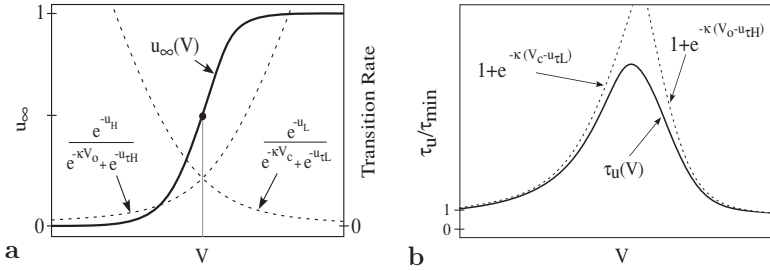 1
u∞(V)
∞
u∞
e^-u_H
e^-κV_o + e^-u_τH
e^-u_L
e^-κV_c + e^-u_τL
Transition Rate
0
0
V
a
1+e^-κ(V_c-u_τL)
1+e^-κ(V_o-u_τH)
τ_u/τ_min
τ_u(V)
1
0
V
b